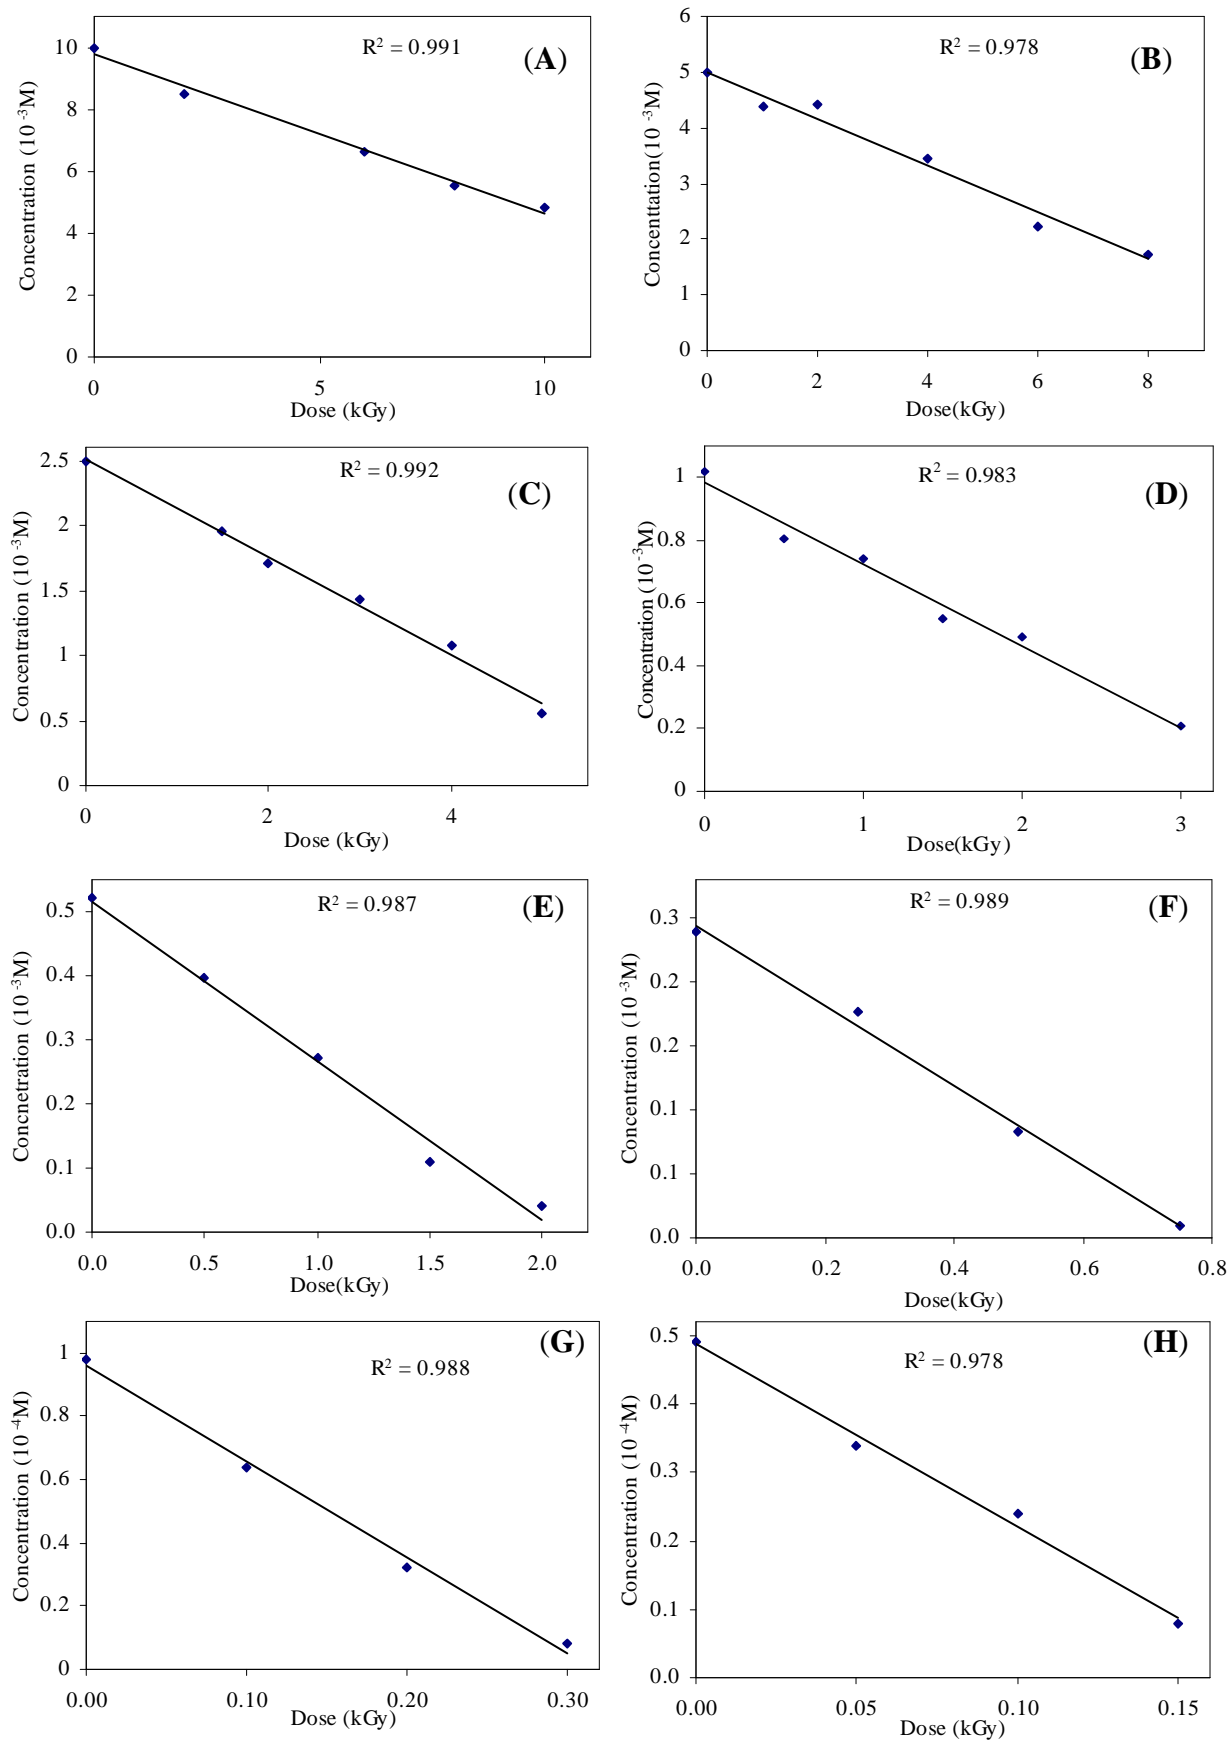 R² = 0.991
(A)
Concentration (10⁻³M)
10
8
6
4
2
0
0 5 10
Dose (kGy)
R² = 0.978
(B)
Concenttation(10⁻³M)
6
5
4
3
2
1
0
0 2 4 6 8
Dose(kGy)
R² = 0.992
(C)
Concentration (10⁻³M)
2.5
2
1.5
1
0.5
0
0 2 4
Dose (kGy)
R² = 0.983
(D)
Concentration (10⁻³M)
1
0.8
0.6
0.4
0.2
0
0 1 2 3
Dose(kGy)
R² = 0.987
(E)
Concnetration (10⁻³M)
0.5
0.4
0.3
0.2
0.1
0.0
0.0 0.5 1.0 1.5 2.0
Dose(kGy)
R² = 0.989
(F)
Concentration (10⁻³M)
0.3
0.2
0.2
0.1
0.1
0.0
0.0 0.2 0.4 0.6 0.8
Dose(kGy)
R² = 0.988
(G)
Concentration (10⁻⁴M)
1
0.8
0.6
0.4
0.2
0
0.00 0.10 0.20 0.30
Dose (kGy)
R² = 0.978
(H)
Concentration (10⁻⁴M)
0.5
0.4
0.3
0.2
0.1
0.0
0.00 0.05 0.10 0.15
Dose (kGy)